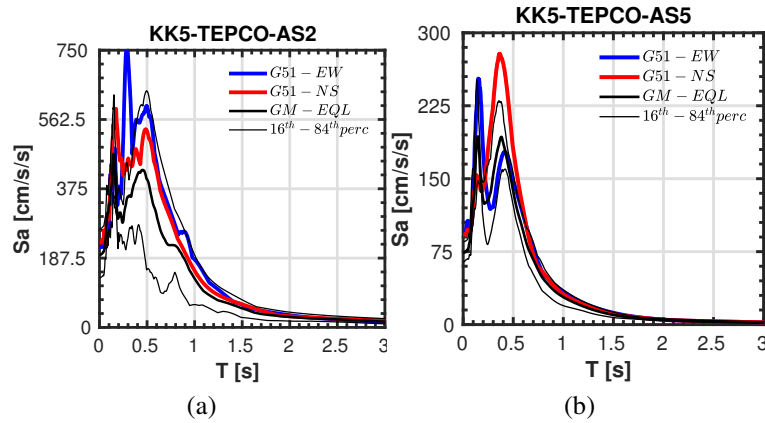 KK5-TEPCO-AS2
750
562.5
375
187.5
0
Sa [cm/s/s]
G51 − EW
G51 − NS
GM − EQL
16th − 84th perc
0 0.5 1 1.5 2 2.5 3
T [s]
(a)
KK5-TEPCO-AS5
300
225
150
75
0
Sa [cm/s/s]
G51 − EW
G51 − NS
GM − EQL
16th − 84th perc
0 0.5 1 1.5 2 2.5 3
T [s]
(b)